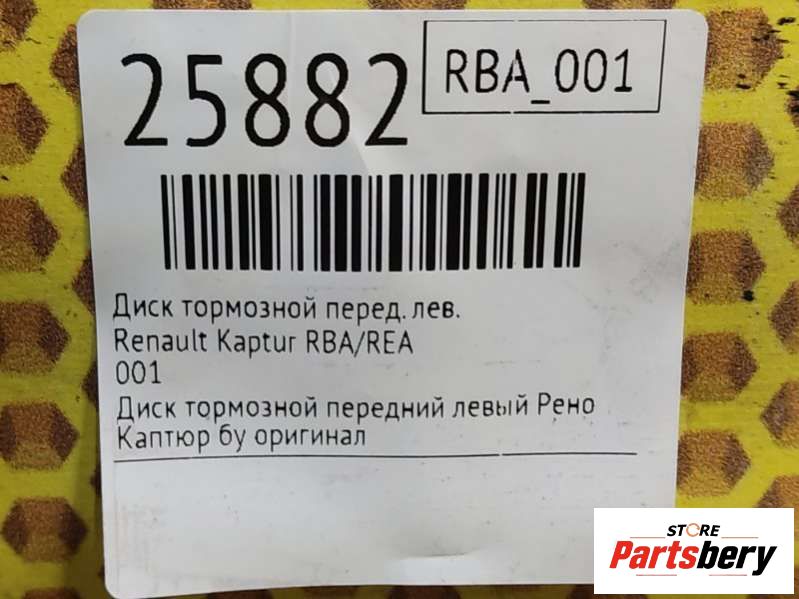 25882
RBA_001
Диск тормозной перед. лев.
Renault Kaptur RBA/REA
001
Диск тормозной передний левый Рено
Каптюр бу оригинал
STORE
Partsbery